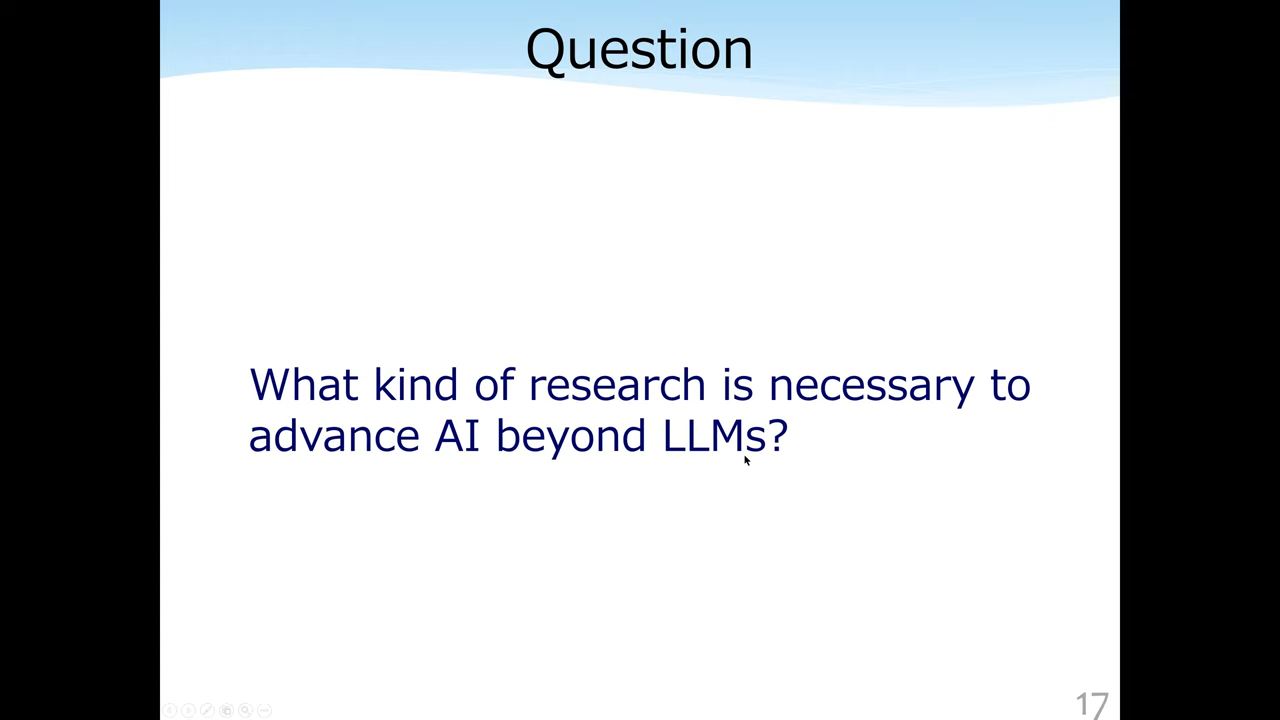 Question
What kind of research is necessary to
advance AI beyond LLMs?
17